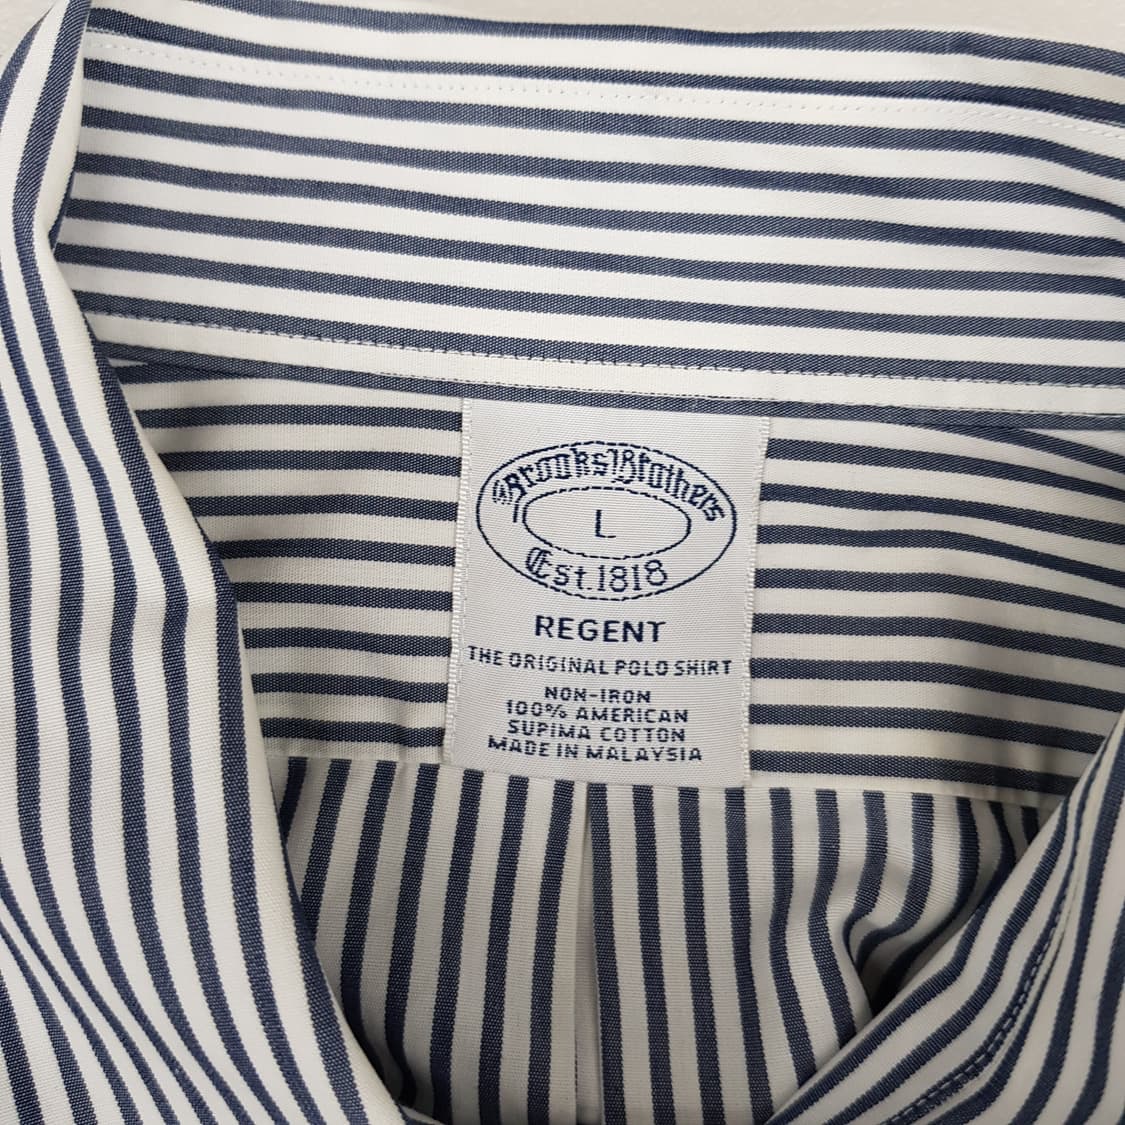 Brooks Brothers
L
Est. 1818
REGENT
THE ORIGINAL POLO SHIRT
NON-IRON
100% AMERICAN
SUPIMA COTTON
MADE IN MALAYSIA